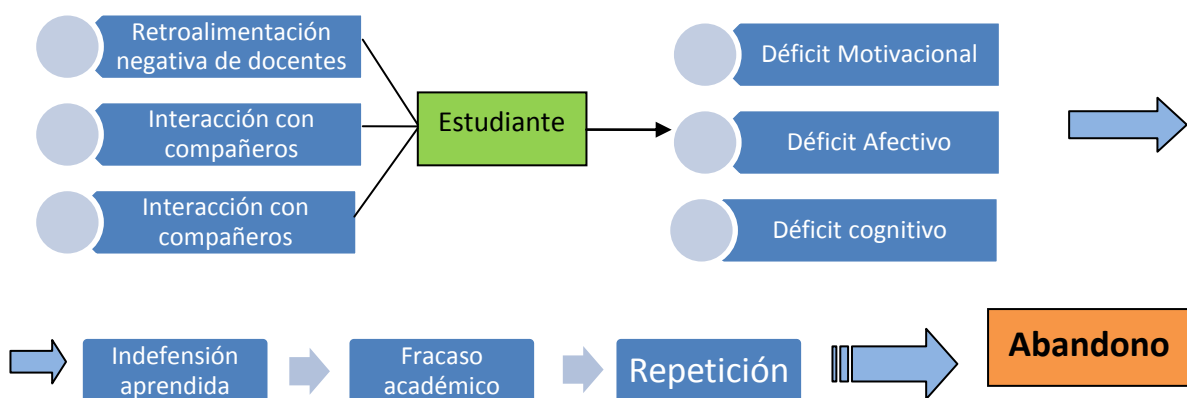 Retroalimentación
negativa de docentes
Interacción con
compañeros
Interacción con
compañeros
Estudiante
Déficit Motivacional
Déficit Afectivo
Déficit cognitivo
Indefensión
aprendida
Fracaso
académico
Repetición
Abandono